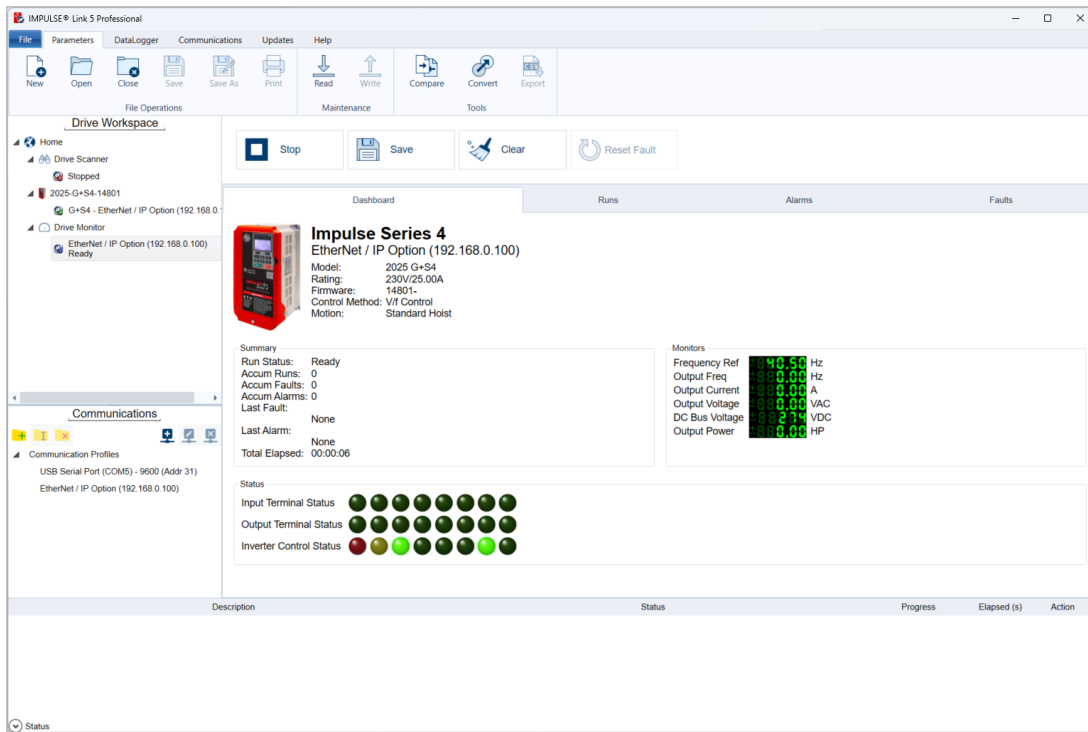 IMPULSE® Link 5 Professional
File Parameters DataLogger Communications Updates Help
New Open Close Save Save As Print Read Write Compare Convert Export
File Operations Maintenance Tools
Drive Workspace
Home
Drive Scanner
Stopped
2025-G+S4-14801
G+S4 - EtherNet / IP Option (192.168.0.
Drive Monitor
EtherNet / IP Option (192.168.0.100)
Ready
Communications
Communication Profiles
USB Serial Port (COM5) - 9600 (Addr 31)
EtherNet / IP Option (192.168.0.100)
Stop Save Clear Reset Fault
Dashboard Runs Alarms Faults
Impulse Series 4
EtherNet / IP Option (192.168.0.100)
Model: 2025 G+S4
Rating: 230V/25.00A
Firmware: 14801-
Control Method: V/f Control
Motion: Standard Hoist
Summary
Run Status: Ready
Accum Runs: 0
Accum Faults: 0
Accum Alarms: 0
Last Fault:
None
Last Alarm:
None
Total Elapsed: 00:00:06
Monitors
Frequency Ref 40.50 Hz
Output Freq 0.00 Hz
Output Current 0.00 A
Output Voltage 0.00 VAC
DC Bus Voltage 274 VDC
Output Power 0.00 HP
Status
Input Terminal Status
Output Terminal Status
Inverter Control Status
Description Status Progress Elapsed (s) Action
Status